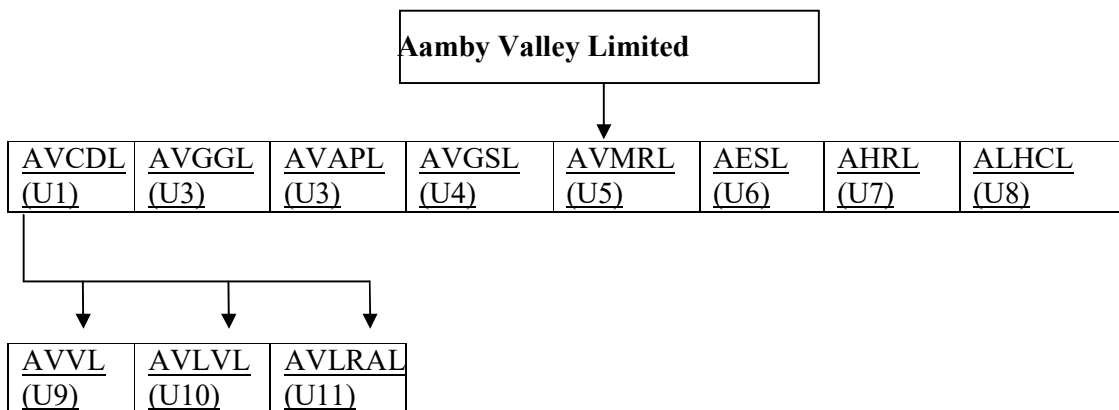 Aamby Valley Limited
AVCDL AVGGL AVAPL AVGSL AVMRL AESL AHRL ALHCL
(U1) (U3) (U3) (U4) (U5) (U6) (U7) (U8)
AVVL AVLVL AVLRAL
(U9) (U10) (U11)